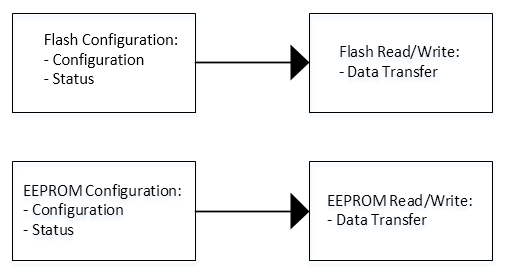 Flash Configuration:
- Configuration
- Status
Flash Read/Write:
- Data Transfer
EEPROM Configuration:
- Configuration
- Status
EEPROM Read/Write:
- Data Transfer